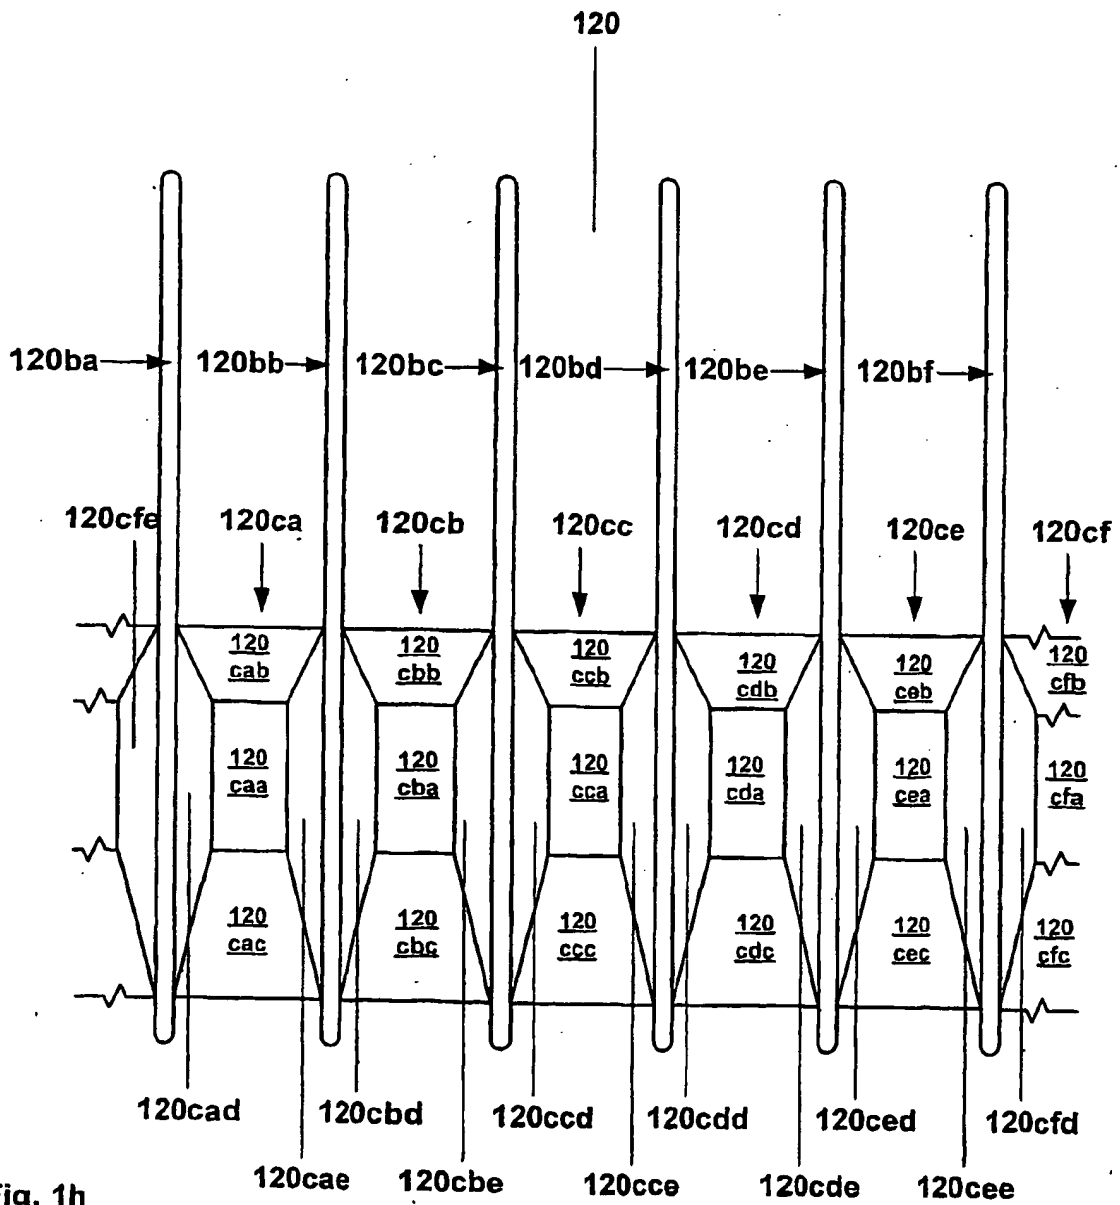 120
120ba 120bb 120bc 120bd 120be 120bf
120cfe 120ca 120cb 120cc 120cd 120ce 120cf
120 120 120 120 120 120
cab cbb ccb cdb ceb cfb
120 120 120 120 120 120
caa cba cca cda cea cfa
120 120 120 120 120 120
cac cbc ccc cdc cec cfc
120cad 120cbd 120ccd 120cdd 120ced 120cfd
120cae 120cbe 120cce 120cde 120cee
Fig. 1h